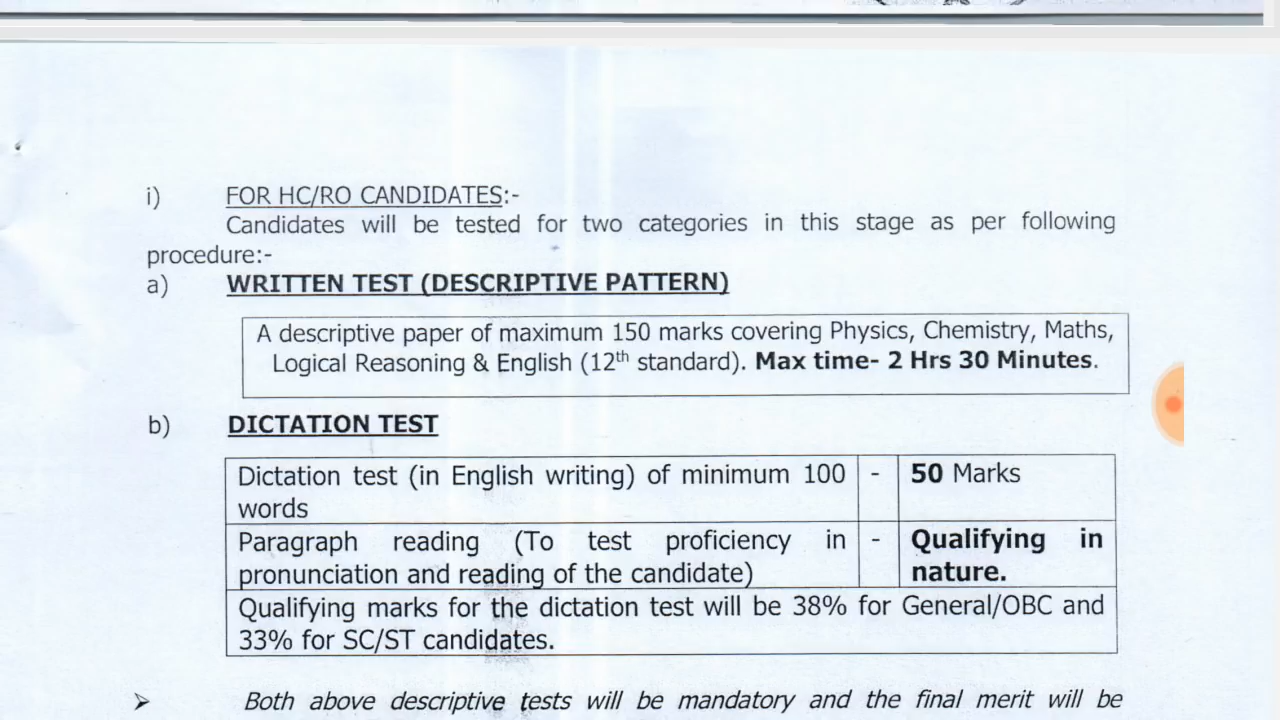 i) FOR HC/RO CANDIDATES:-
Candidates will be tested for two categories in this stage as per following
procedure:-
a) WRITTEN TEST (DESCRIPTIVE PATTERN)
A descriptive paper of maximum 150 marks covering Physics, Chemistry, Maths,
Logical Reasoning & English (12th standard). Max time- 2 Hrs 30 Minutes.
b) DICTATION TEST
Dictation test (in English writing) of minimum 100 - 50 Marks
words
Paragraph reading (To test proficiency in - Qualifying in
pronunciation and reading of the candidate) nature.
Qualifying marks for the dictation test will be 38% for General/OBC and
33% for SC/ST candidates.
➢ Both above descriptive tests will be mandatory and the final merit will be